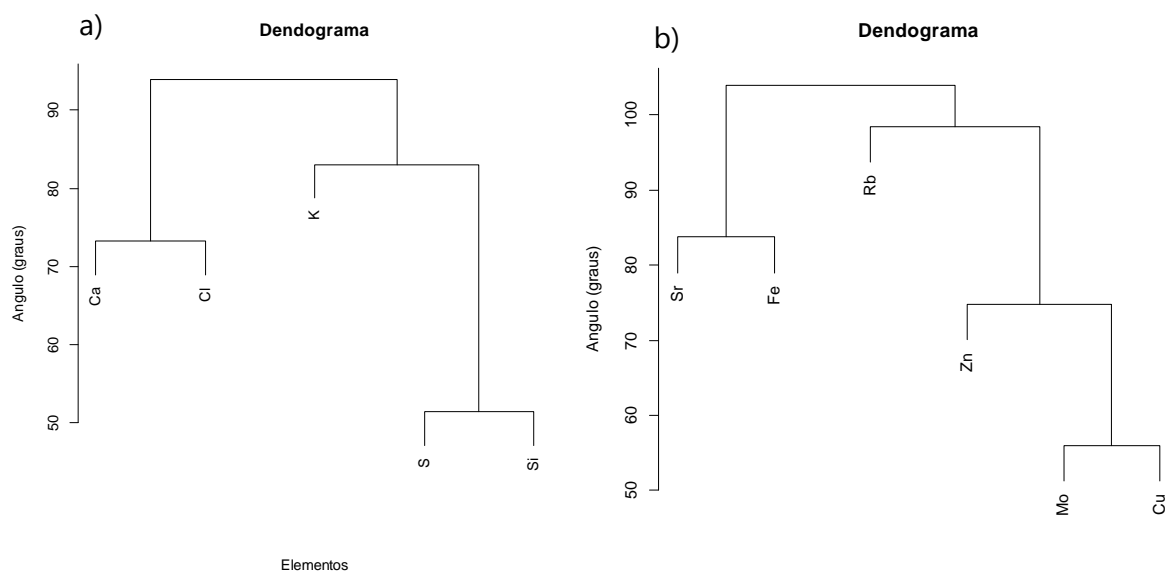 a)
Dendograma
Angulo (graus)
90
80
70
60
50
Ca
Cl
K
S
Si
Elementos
b)
Dendograma
Angulo (graus)
100
90
80
70
60
50
Sr
Fe
Rb
Zn
Mo
Cu